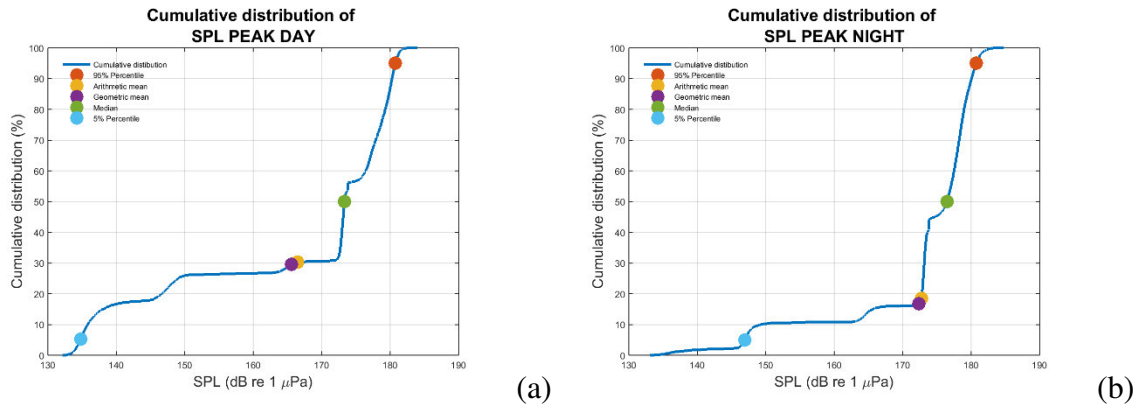 Cumulative distribution of
SPL PEAK DAY
100
90
80
70
60
50
40
30
20
10
0
Cumulative distribution (%)
Cumulative distibution
95% Percentile
Arithmetic mean
Geometric mean
Median
5% Percentile
130 140 150 160 170 180 190
SPL (dB re 1 μPa)
(a)
Cumulative distribution of
SPL PEAK NIGHT
100
90
80
70
60
50
40
30
20
10
0
Cumulative distribution (%)
Cumulative distibution
95% Percentile
Arithmetic mean
Geometric mean
Median
5% Percentile
130 140 150 160 170 180 190
SPL (dB re 1 μPa)
(b)